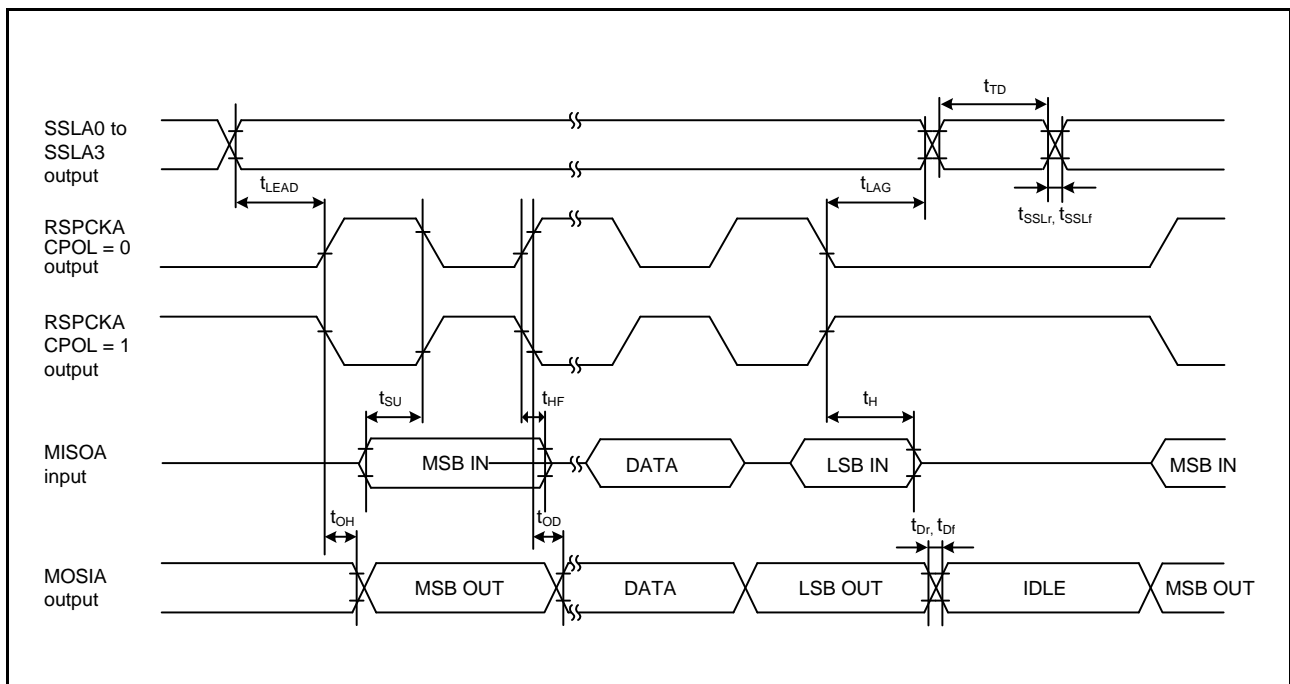 tTD
SSLA0 to
SSLA3
output
tLEAD
tLAG
tSSLr, tSSLf
RSPCKA
CPOL = 0
output
RSPCKA
CPOL = 1
output
tSU
tHF
tH
MISOA
input
MSB IN
DATA
LSB IN
MSB IN
tOH
tOD
tDr, tDf
MOSIA
output
MSB OUT
DATA
LSB OUT
IDLE
MSB OUT